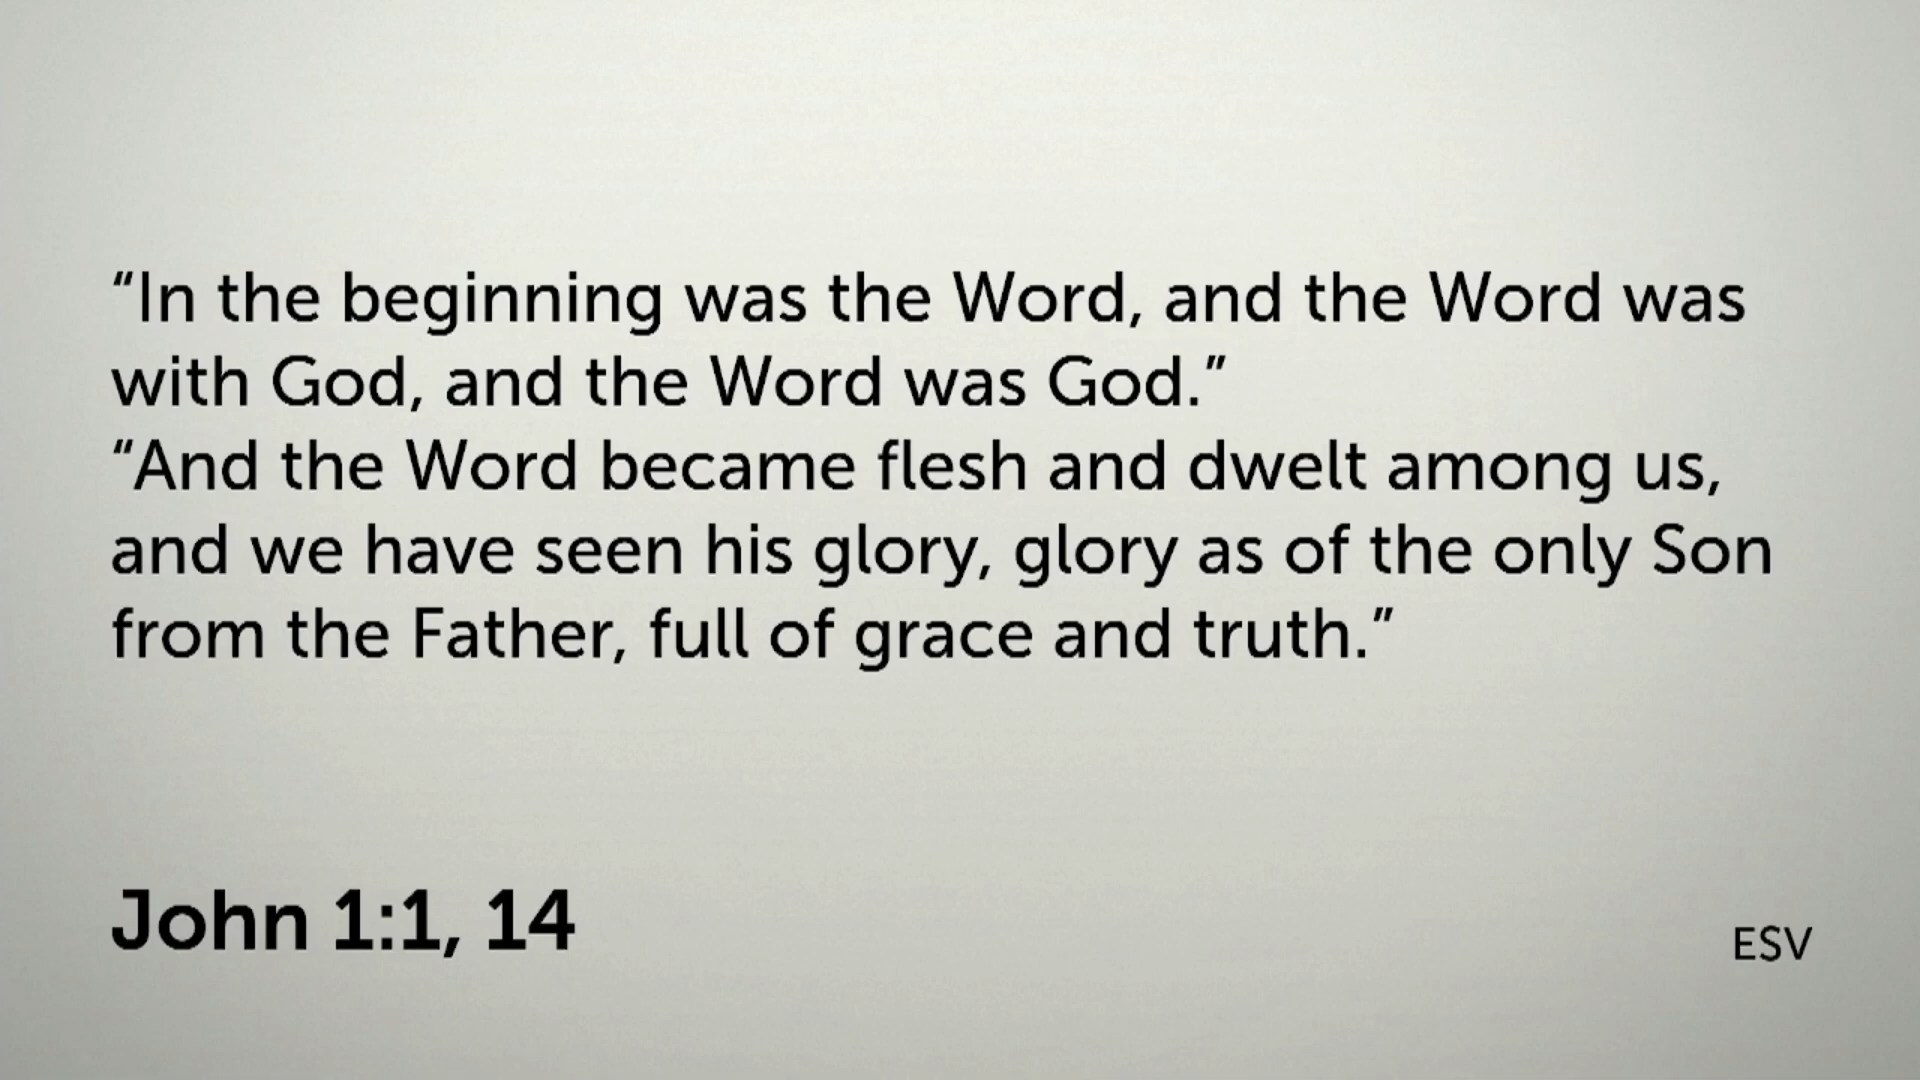 “In the beginning was the Word, and the Word was
with God, and the Word was God.”
“And the Word became flesh and dwelt among us,
and we have seen his glory, glory as of the only Son
from the Father, full of grace and truth.”
John 1:1, 14
ESV